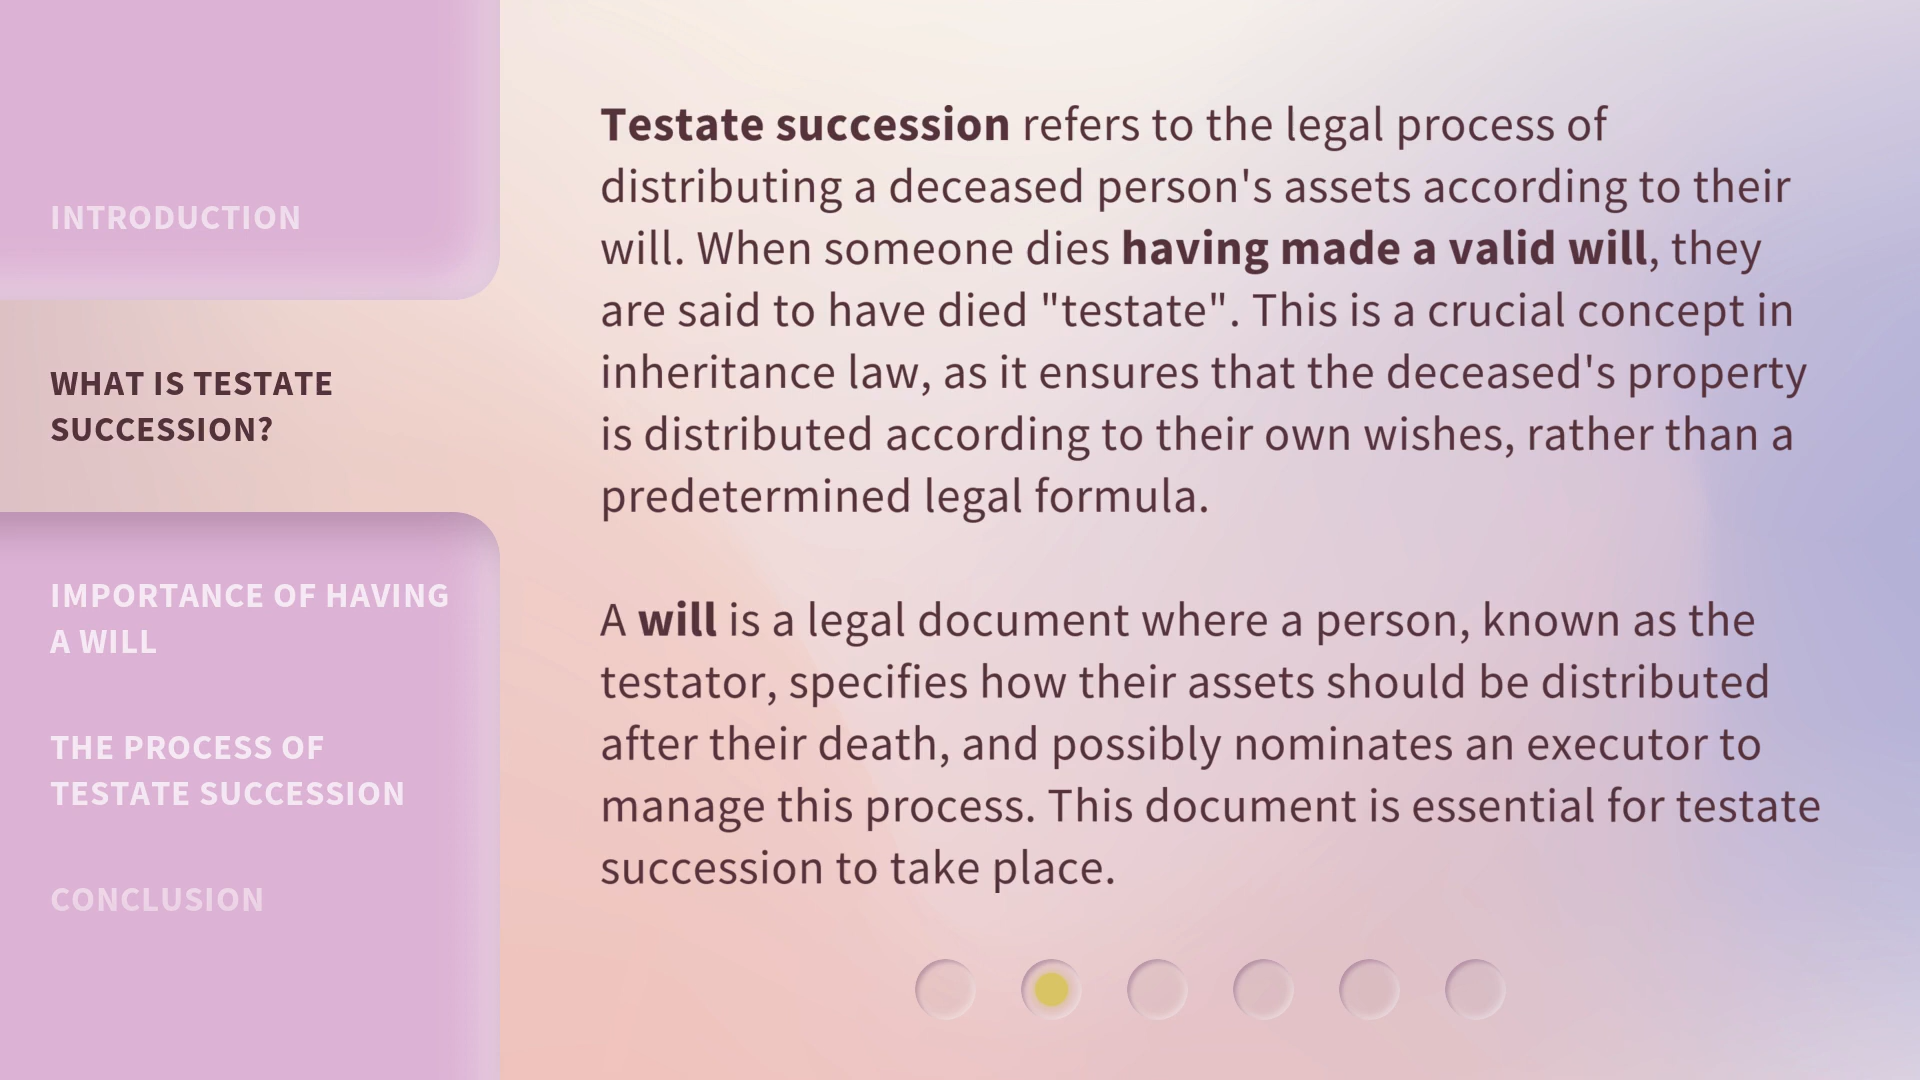 INTRODUCTION
WHAT IS TESTATE
SUCCESSION?
IMPORTANCE OF HAVING
A WILL
THE PROCESS OF
TESTATE SUCCESSION
CONCLUSION
Testate succession refers to the legal process of
distributing a deceased person's assets according to their
will. When someone dies having made a valid will, they
are said to have died "testate". This is a crucial concept in
inheritance law, as it ensures that the deceased's property
is distributed according to their own wishes, rather than a
predetermined legal formula.
A will is a legal document where a person, known as the
testator, specifies how their assets should be distributed
after their death, and possibly nominates an executor to
manage this process. This document is essential for testate
succession to take place.